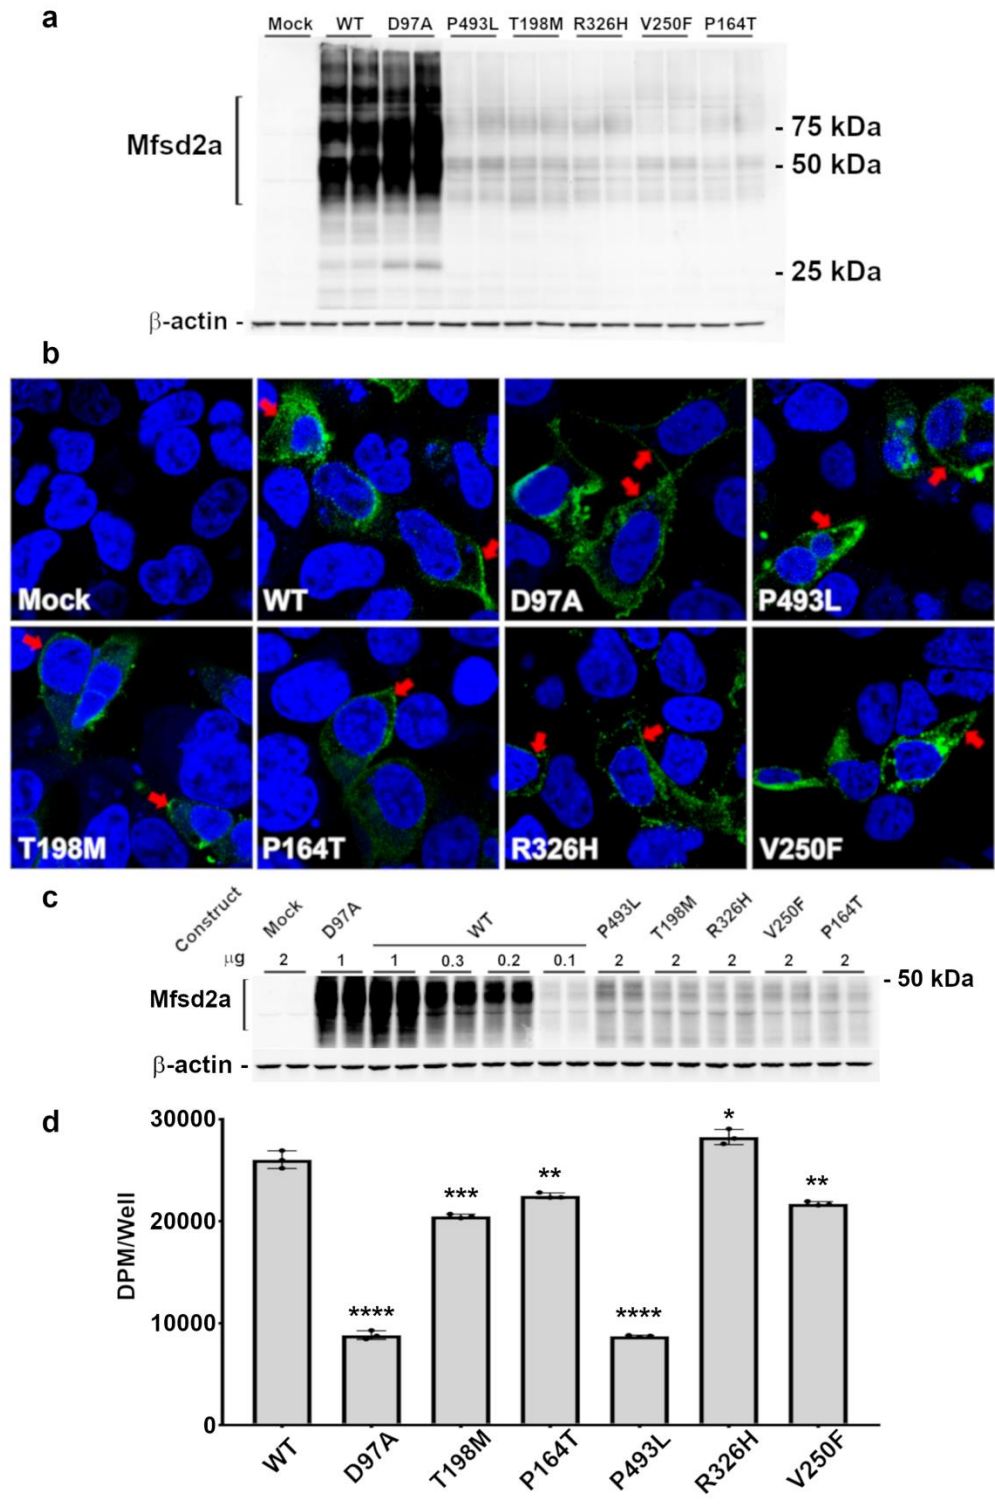 a
Mock WT D97A P493L T198M R326H V250F P164T
Mfsd2a
- 75 kDa
- 50 kDa
- 25 kDa
β-actin -
b
Mock WT D97A P493L
T198M P164T R326H V250F
c
Construct Mock D97A WT P493L T198M R326H V250F P164T
μg 2 1 1 0.3 0.2 0.1 2 2 2 2 2
Mfsd2a
- 50 kDa
β-actin -
d
DPM/Well
30000
20000
10000
0
**** *** ** **** * **
WT D97A T198M P164T P493L R326H V250F